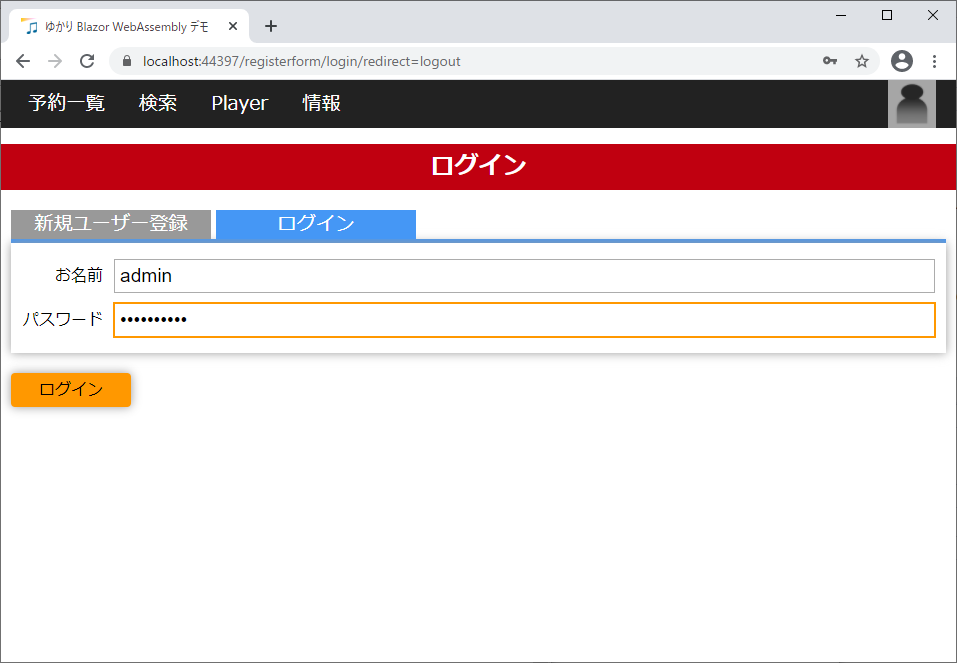 ゆかり Blazor WebAssembly デモ
localhost:44397/registerform/login/redirect=logout
予約一覧 検索 Player 情報
ログイン
新規ユーザー登録 ログイン
お名前 admin
パスワード ••••••••••
ログイン